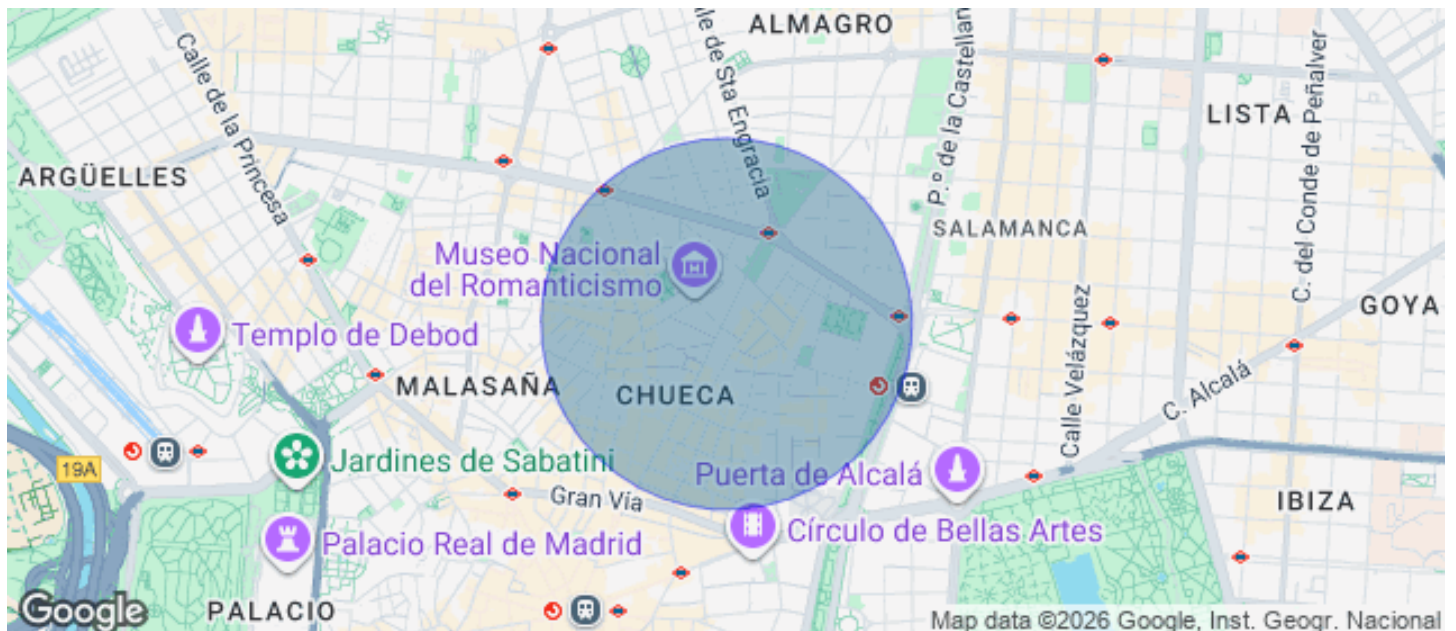 ALMAGRO
Calle de la Princesa
le de Sta Engracia
P.º de la Castellan
C. del Conde de Peñalver
LISTA
ARGÜELLES
SALAMANCA
Museo Nacional
del Romanticismo
Calle Velázquez
GOYA
Templo de Debod
MALASAÑA
CHUECA
C. Alcalá
19A
Jardines de Sabatini
Puerta de Alcalá
Gran Vía
IBIZA
Círculo de Bellas Artes
Palacio Real de Madrid
PALACIO
Google
Map data ©2026 Google, Inst. Geogr. Nacional